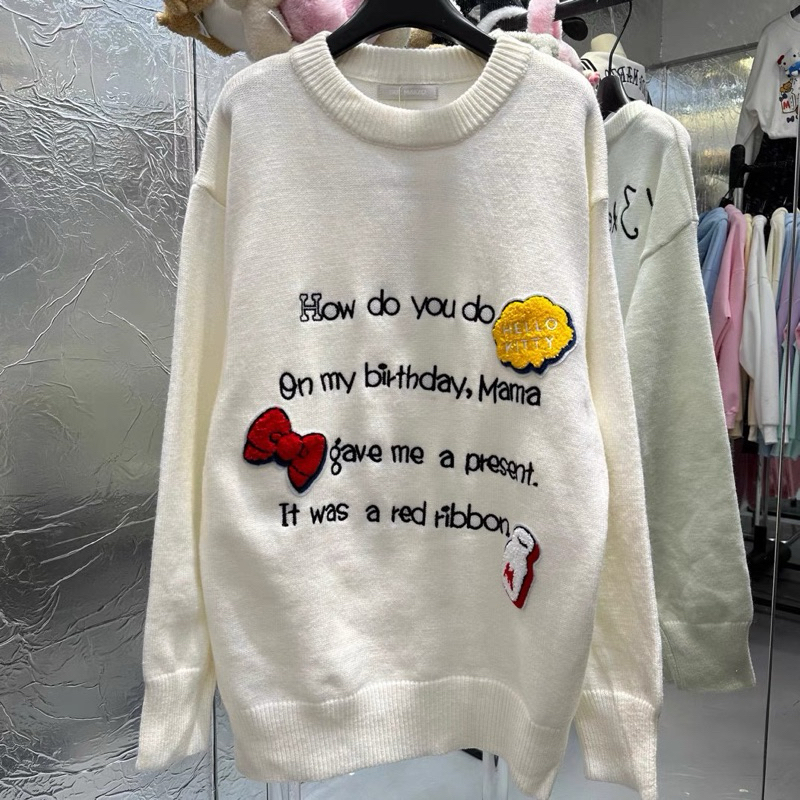 How do you do
HELLO
KITTY
On my birthday, Mama
gave me a present.
It was a red ribbon